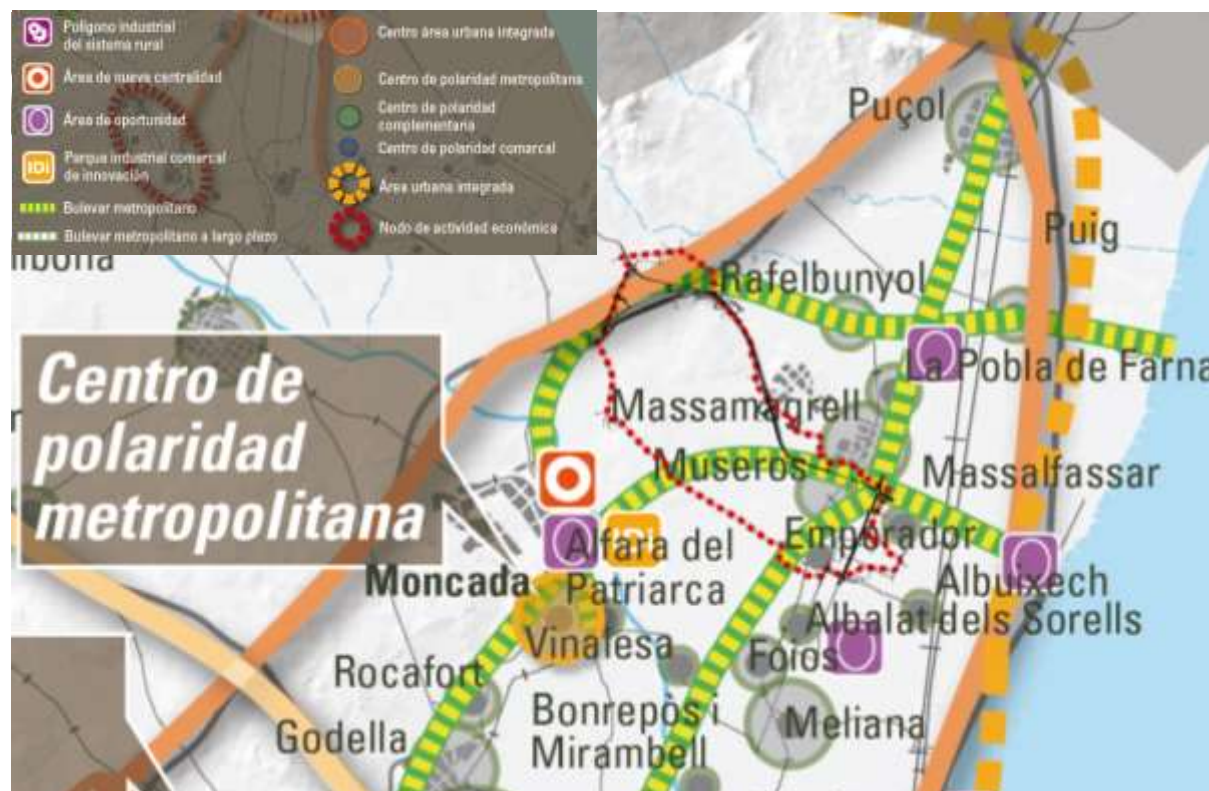 Polígono industrial
del sistema rural
Área de nueva centralidad
Área de oportunidad
IDi
Parque industrial comarcal
de innovación
Bulevar metropolitano
Bulevar metropolitano a largo plazo
Centro área urbana integrada
Centro de polaridad metropolitana
Centro de polaridad
complementaria
Centro de polaridad comarcal
Área urbana integrada
Nodo de actividad económica
Puçol
Puig
Rafelbunyol
La Pobla de Farna
Centro de
polaridad
metropolitana
Massamagrell
Museros
Massalfassar
IDi
Alfara del
Patriarca
Emperador
Moncada
Albuixech
Albalat dels Sorells
Vinalesa
Foios
Rocafort
Bonrepòs i
Mirambell
Meliana
Godella